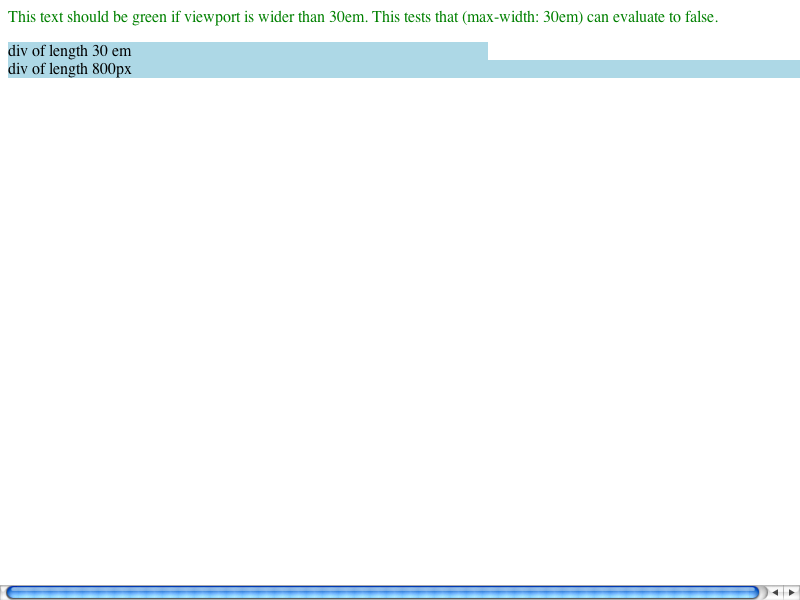 This text should be green if viewport is wider than 30em. This tests that (max-width: 30em) can evaluate to false.
div of length 30 em
div of length 800px